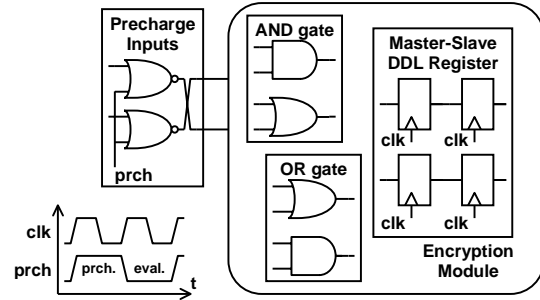 Precharge
Inputs
prch
AND gate
OR gate
Master-Slave
DDL Register
clk
clk
clk
clk
Encryption
Module
clk
prch
prch.
eval.
t